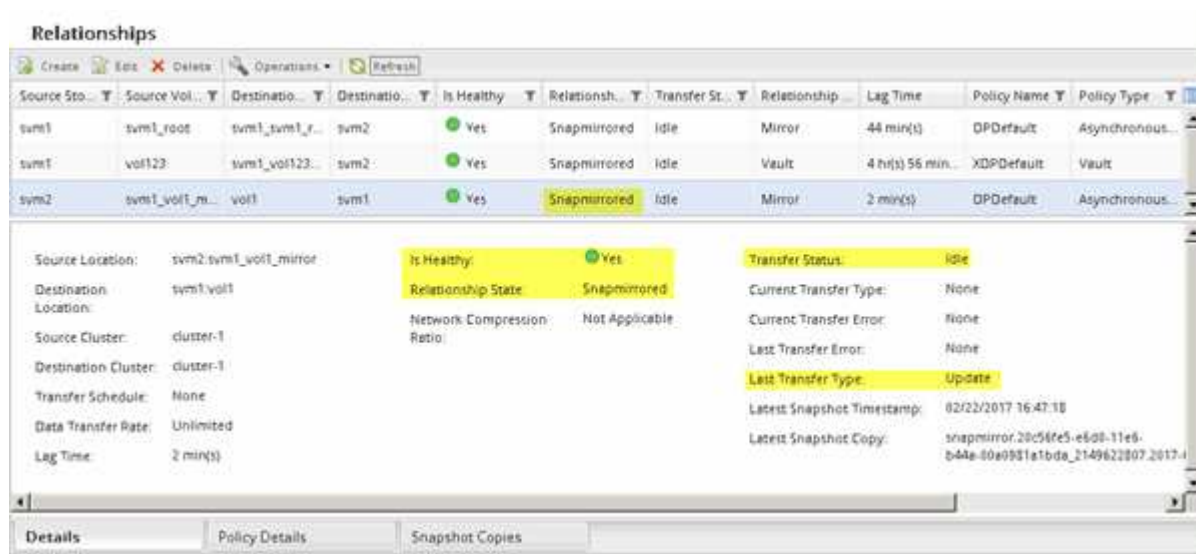 Relationships
Create Edit Delete Operations Refresh
Source Sto... Source Vol... Destinatio... Destinatio... Is Healthy Relationsh... Transfer St... Relationship ... Lag Time Policy Name Policy Type
svm1 svm1_root svm1_svm1_r... svm2 Yes Snapmirrored Idle Mirror 44 min(s) DPDefault Asynchronous...
svm1 vol123 svm1_vol123... svm2 Yes Snapmirrored Idle Vault 4 hr(s) 56 min... XDPDefault Vault
svm2 svm1_vol1_m... vol1 svm1 Yes Snapmirrored Idle Mirror 2 min(s) DPDefault Asynchronous...
Source Location: svm2:svm1_vol1_mirror Is Healthy: Yes Transfer Status: Idle
Destination Location: svm1:vol1 Relationship State: Snapmirrored Current Transfer Type: None
Network Compression Ratio: Not Applicable Current Transfer Error: None
Source Cluster: cluster-1 Last Transfer Error: None
Destination Cluster: cluster-1 Last Transfer Type: Update
Transfer Schedule: None Latest Snapshot Timestamp: 02/22/2017 16:47:18
Data Transfer Rate: Unlimited Latest Snapshot Copy: snapmirror.20c56fe5-e6d8-11e6-
Lag Time: 2 min(s)
Details Policy Details Snapshot Copies